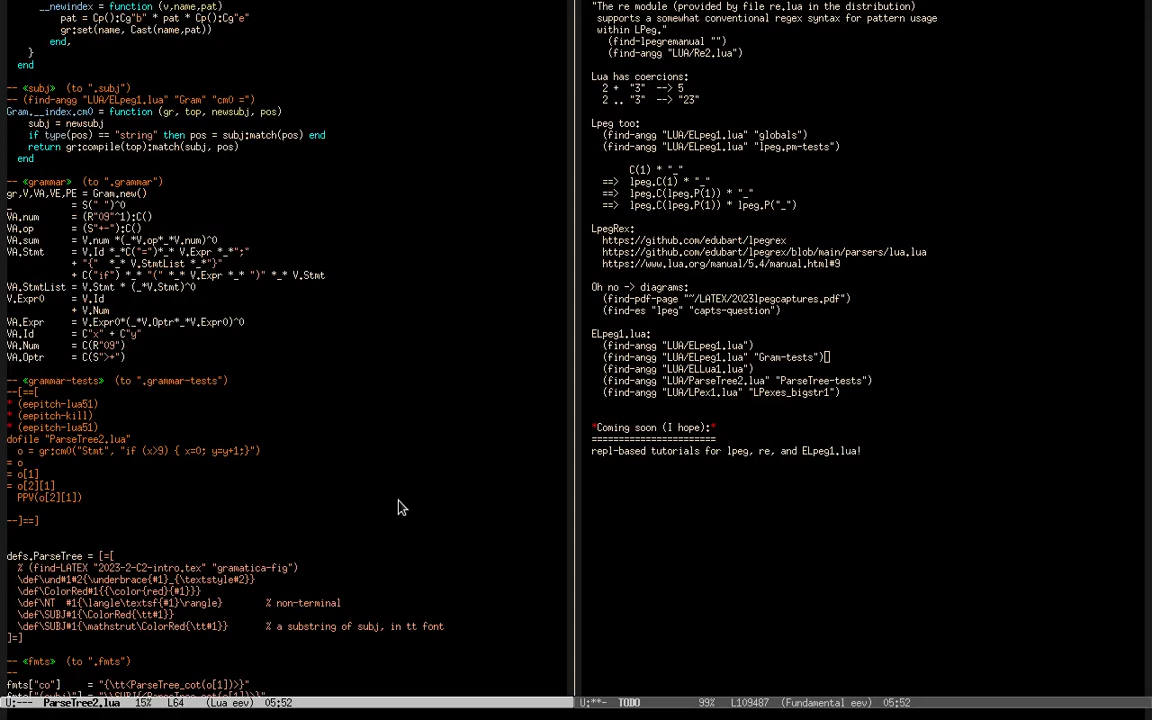 __newindex = function (v,name,pat)
        pat = Cp():Cg"b" * pat * Cp():Cg"e"
        gr:set(name, Cast(name,pat))
      end,
  }
end
-- «subj»  (to ".subj")
-- (find-angg "LUA/ELpeg1.lua" "Gram" "cm0 =")
Gram.__index.cm0 = function (gr, top, newsubj, pos)
    subj = newsubj
    if type(pos) == "string" then pos = subj:match(pos) end
    return gr:compile(top):match(subj, pos)
  end
-- «grammar»  (to ".grammar")
gr,V,VA,VE,PE = Gram.new()
_           = S(" ")^0
VA.num      = (R"09"^1):C()
VA.op       = (S"+-"):C()
VA.sum      = V.num *(_*V.op*_*V.num)^0
VA.Stmt     = V.Id *_*C("=")*_* V.Expr *_*";"
            + "{"  *_* V.StmtList *_*"}"
            + C("if") *_* "(" *_* V.Expr *_* ")" *_* V.Stmt
VA.StmtList = V.Stmt * (_*V.Stmt)^0
V.Expr0     = V.Id
            + V.Num
VA.Expr     = V.Expr0*(_*V.Optr*_*V.Expr0)^0
VA.Id       = C"x" + C"y"
VA.Num      = C(R"09")
VA.Optr     = C(S">+")
-- «grammar-tests»  (to ".grammar-tests")
--[==[
* (eepitch-lua51)
* (eepitch-kill)
* (eepitch-lua51)
dofile "ParseTree2.lua"
  o = gr:cm0("Stmt", "if (x>9) { x=0; y=y+1;}")
= o
= o[1]
= o[2][1]
  PPV(o[2][1])
--]==]
defs.ParseTree = [=[
  % (find-LATEX "2023-2-C2-intro.tex" "gramatica-fig")
  \def\und#1#2{\underbrace{#1}_{\textstyle#2}}
  \def\ColorRed#1{{\color{red}{#1}}}
  \def\NT  #1{\langle\textsf{#1}\rangle}        % non-terminal
  \def\SUBJ#1{\ColorRed{\tt#1}}
  \def\SUBJ#1{\mathstrut\ColorRed{\tt#1}}       % a substring of subj, in tt font
]=]
-- «fmts»  (to ".fmts")
--
fmts["co"]     = "{\\tt<ParseTree_cot(o[1])>}"
fmts["(subj)"] = "\\SUBJ{<ParseTree_cot(o[1])>}"
U:---  ParseTree2.lua   15%   L64    (Lua eev)  05:52
"The re module (provided by file re.lua in the distribution)
 supports a somewhat conventional regex syntax for pattern usage
 within LPeg."
   (find-lpegremanual "")
   (find-angg "LUA/Re2.lua")
Lua has coercions:
  2 +  "3"  --> 5
  2 .. "3"  --> "23"
Lpeg too:
  (find-angg "LUA/ELpeg1.lua" "globals")
  (find-angg "LUA/ELpeg1.lua" "lpeg.pm-tests")
       C(1) * "_"
  ==>  lpeg.C(1) * "_"
  ==>  lpeg.C(lpeg.P(1)) * "_"
  ==>  lpeg.C(lpeg.P(1)) * lpeg.P("_")
LpegRex:
  https://github.com/edubart/lpegrex
  https://github.com/edubart/lpegrex/blob/main/parsers/lua.lua
  https://www.lua.org/manual/5.4/manual.html#9
Oh no -> diagrams:
  (find-pdf-page "~/LATEX/2023lpegcaptures.pdf")
  (find-es "lpeg" "capts-question")
ELpeg1.lua:
  (find-angg "LUA/ELpeg1.lua")
  (find-angg "LUA/ELpeg1.lua" "Gram-tests")
  (find-angg "LUA/ELLua1.lua")
  (find-angg "LUA/ParseTree2.lua" "ParseTree-tests")
  (find-angg "LUA/LPex1.lua" "LPexes_bigstr1")
*Coming soon (I hope):*
=======================
repl-based tutorials for lpeg, re, and ELpeg1.lua!
U:**-  TODO               99%   L109487  (Fundamental eev)  05:52